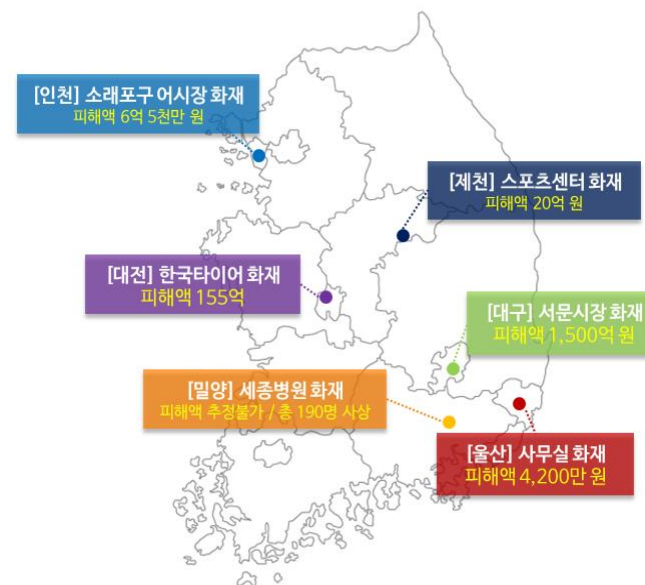 [인천] 소래포구 어시장 화재
피해액 6억 5천만 원
[제천] 스포츠센터 화재
피해액 20억 원
[대전] 한국타이어 화재
피해액 155억
[대구] 서문시장 화재
피해액 1,500억 원
[밀양] 세종병원 화재
피해액 추정불가 / 총 190명 사상
[울산] 사무실 화재
피해액 4,200만 원